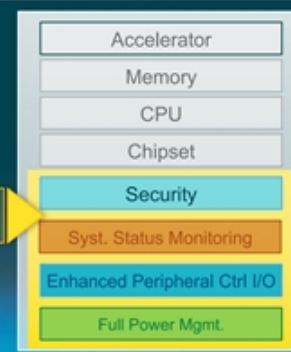 Accelerator
Memory
CPU
Chipset
Security
Syst. Status Monitoring
Enhanced Peripheral Ctrl I/O
Full Power Mgmt.